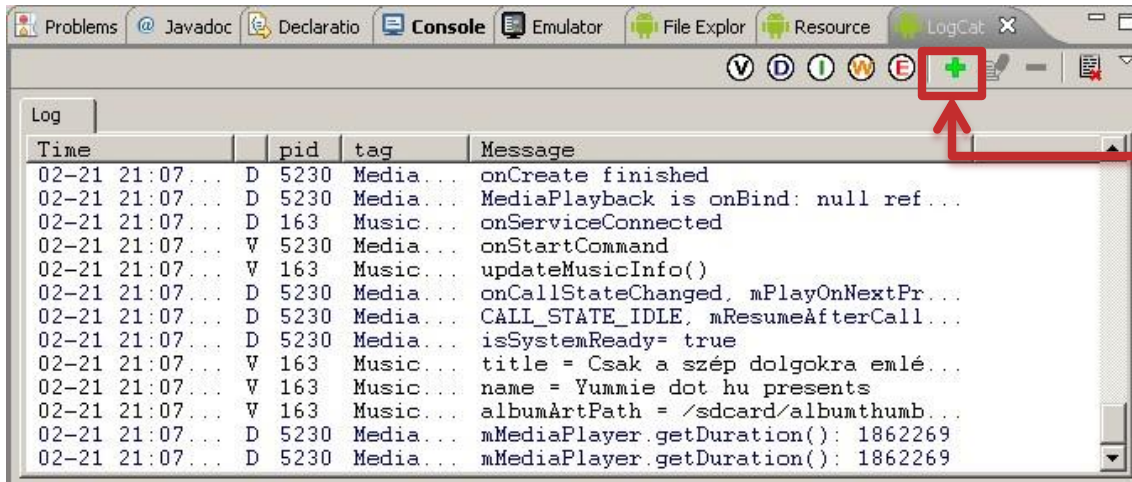 Problems @ Javadoc Declaratio Console Emulator File Explor Resource LogCat
V D I W E
Log
Time pid tag Message
02-21 21:07... D 5230 Media... onCreate finished
02-21 21:07... D 5230 Media... MediaPlayback is onBind: null ref...
02-21 21:07... D 163 Music... onServiceConnected
02-21 21:07... V 5230 Media... onStartCommand
02-21 21:07... V 163 Music... updateMusicInfo()
02-21 21:07... D 5230 Media... onCallStateChanged, mPlayOnNextPr...
02-21 21:07... D 5230 Media... CALL_STATE_IDLE, mResumeAfterCall...
02-21 21:07... D 5230 Media... isSystemReady= true
02-21 21:07... V 163 Music... title = Csak a szép dolgokra emlé...
02-21 21:07... V 163 Music... name = Yummie dot hu presents
02-21 21:07... V 163 Music... albumArtPath = /sdcard/albumthumb...
02-21 21:07... D 5230 Media... mMediaPlayer.getDuration(): 1862269
02-21 21:07... D 5230 Media... mMediaPlayer.getDuration(): 1862269